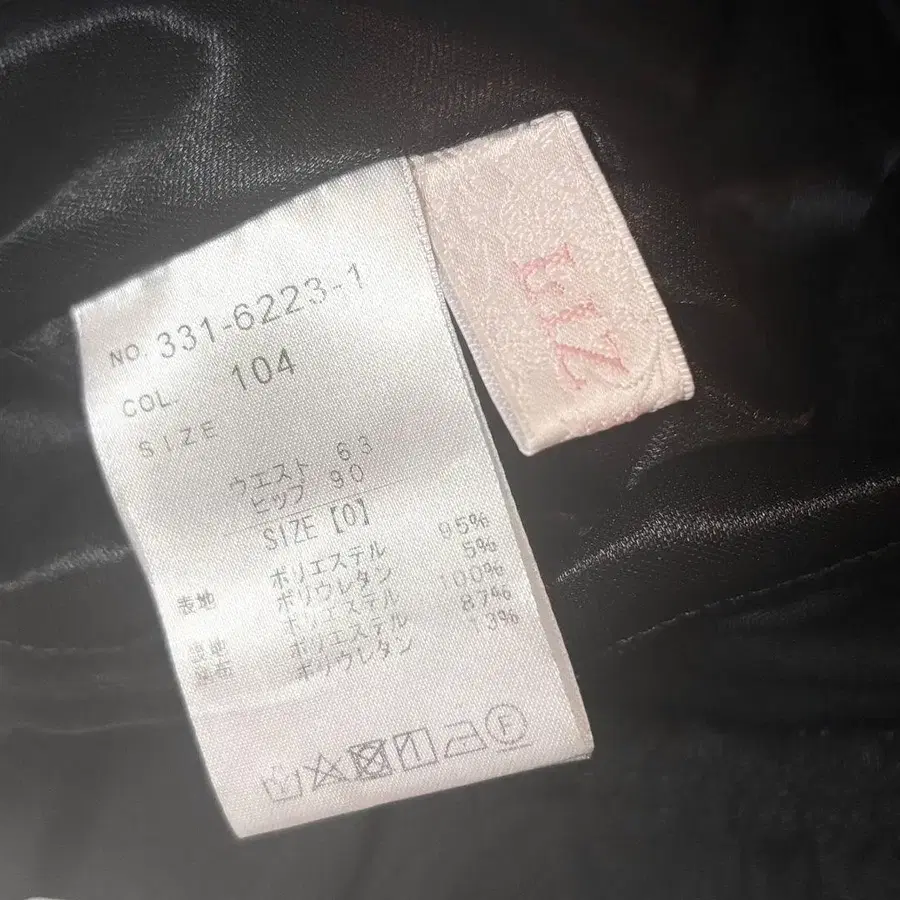 NO. 331-6223-1
COL. 104
SIZE
ウエスト 63
ヒップ 90
SIZE【0】
表地 ポリエステル 95%
ポリウレタン 5%
ポリエステル 100%
ポリエステル 87%
ポリウレタン 13%
F
LIZ